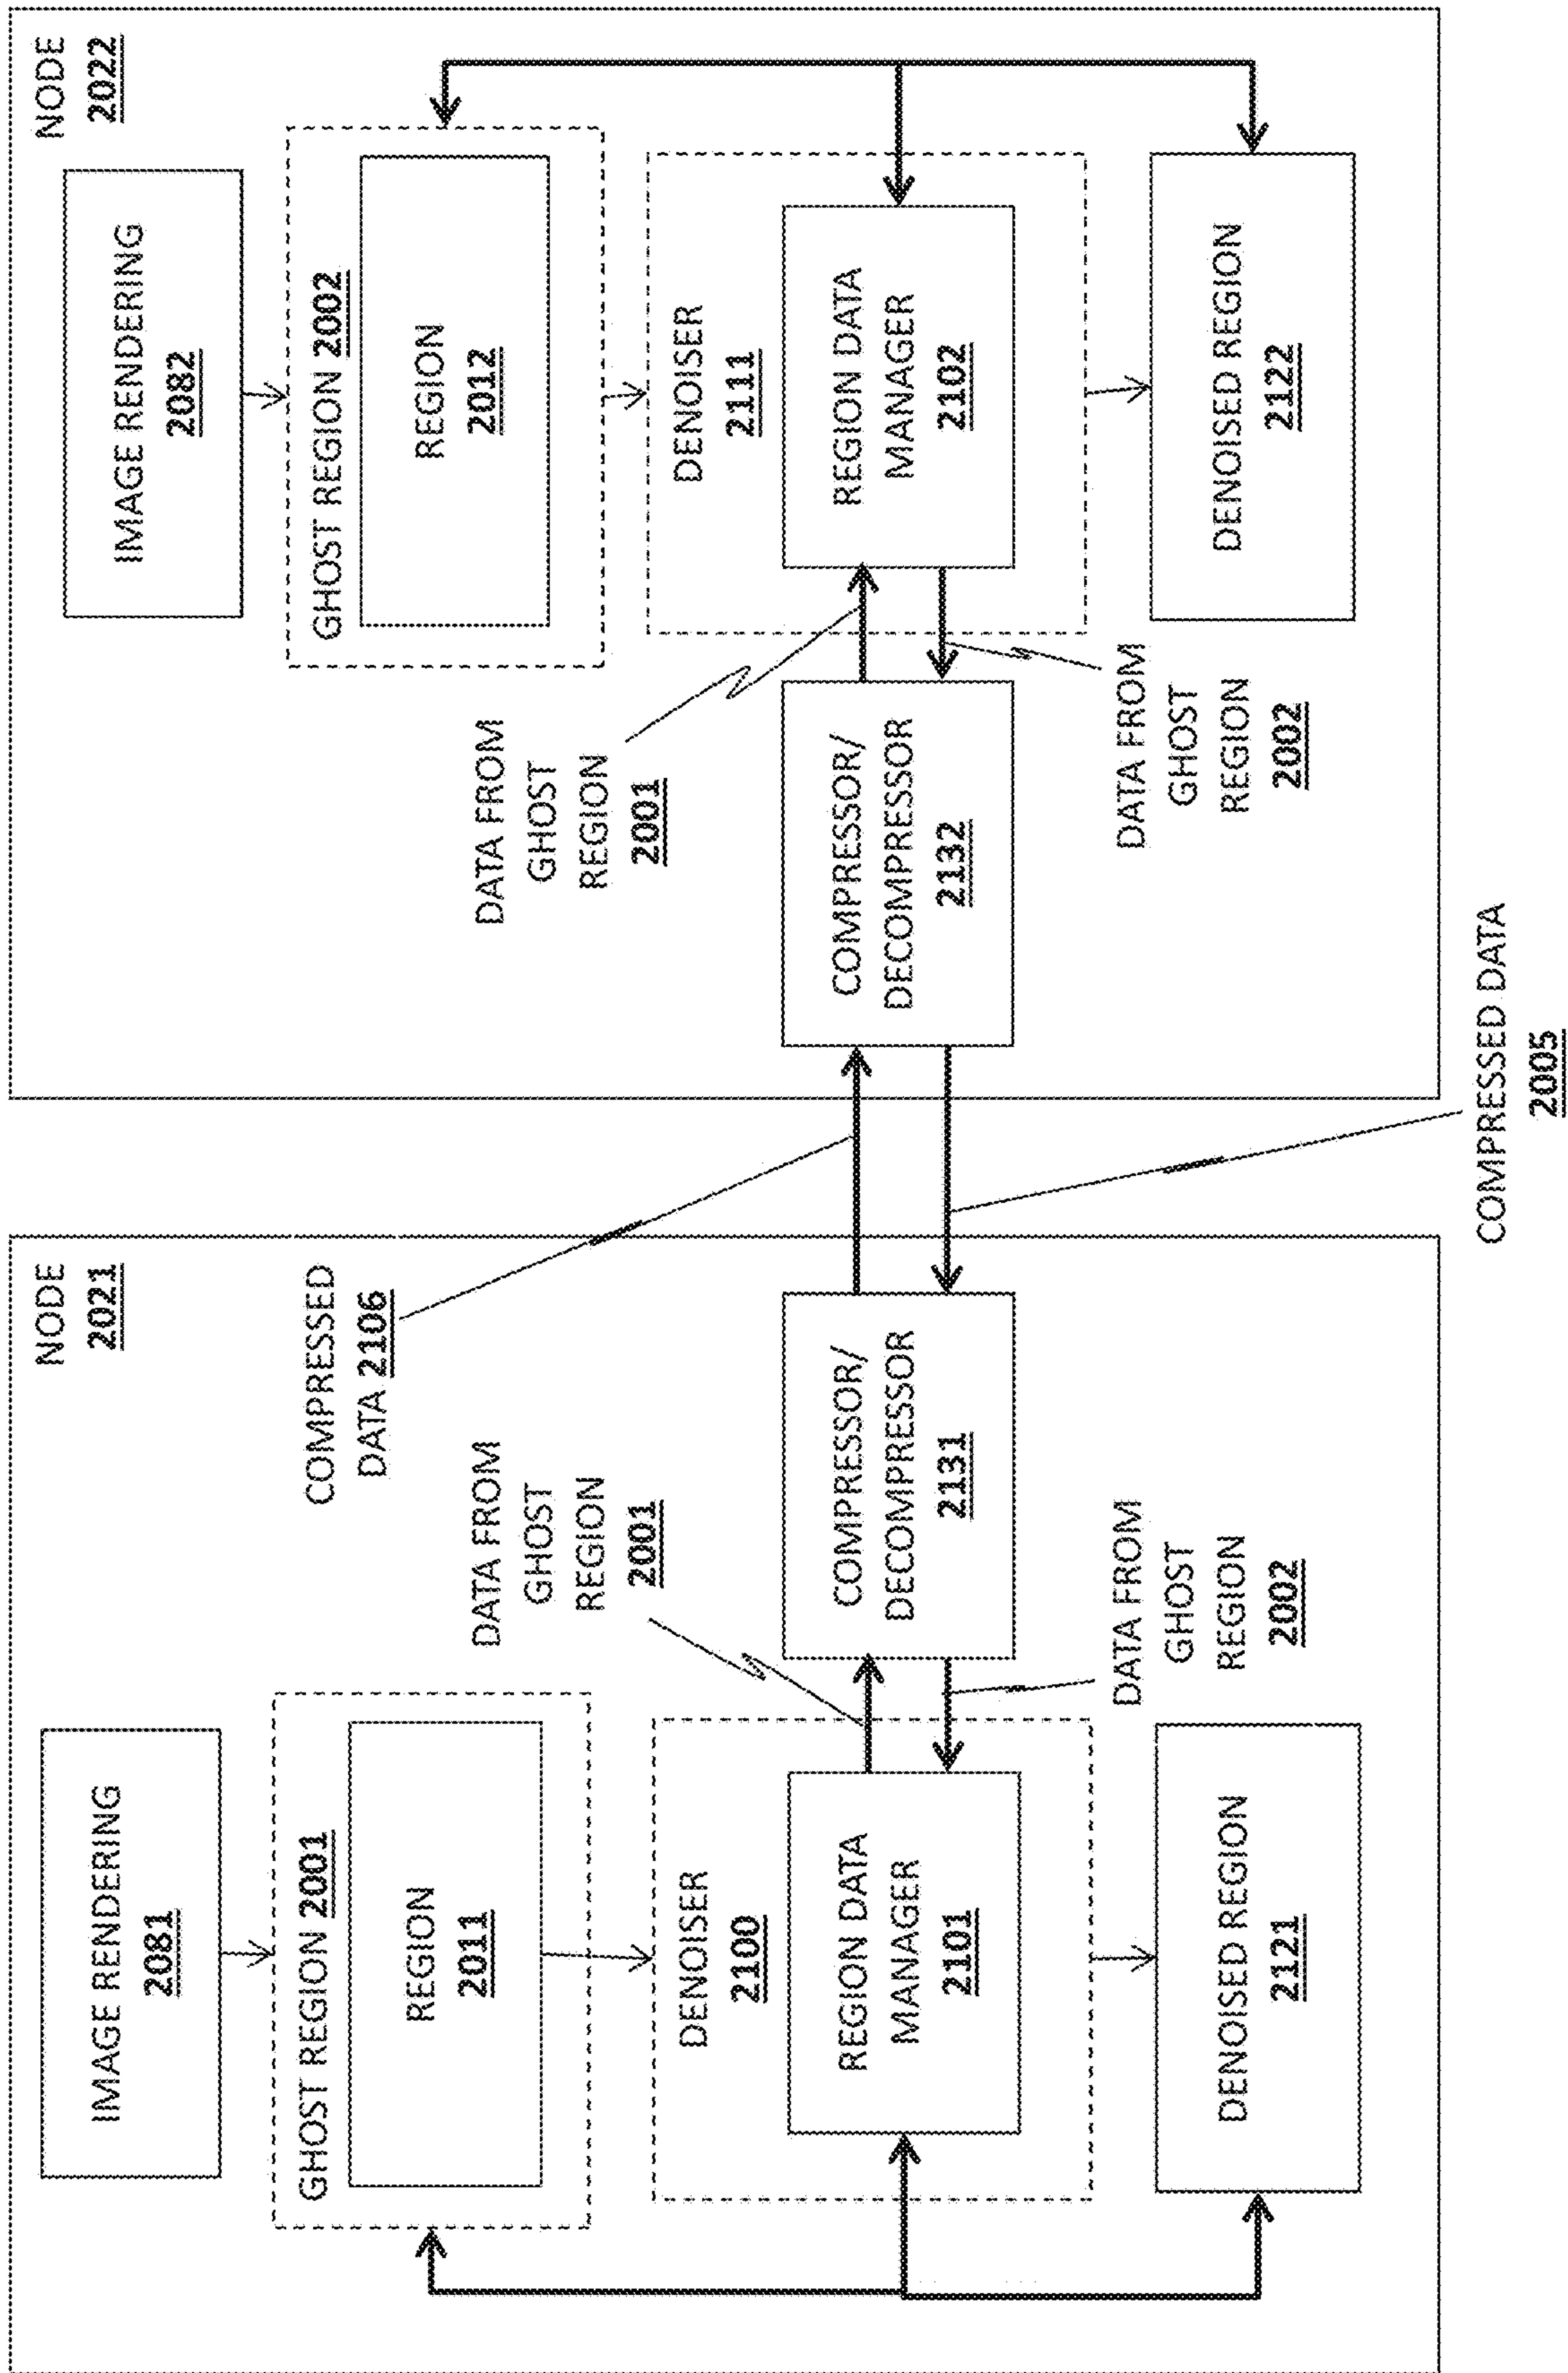 NODE
2021
IMAGE RENDERING
2081
GHOST REGION 2001
REGION
2011
DENOISER
2100
REGION DATA
MANAGER
2101
DENOISED REGION
2121
DATA FROM
GHOST
REGION
2001
COMPRESSOR/
DECOMPRESSOR
2131
DATA FROM
GHOST
REGION
2002
COMPRESSED
DATA 2106
COMPRESSED DATA
2005
NODE
2022
IMAGE RENDERING
2082
GHOST REGION 2002
REGION
2012
DENOISER
2111
REGION DATA
MANAGER
2102
DENOISED REGION
2122
DATA FROM
GHOST
REGION
2001
COMPRESSOR/
DECOMPRESSOR
2132
DATA FROM
GHOST
REGION
2002